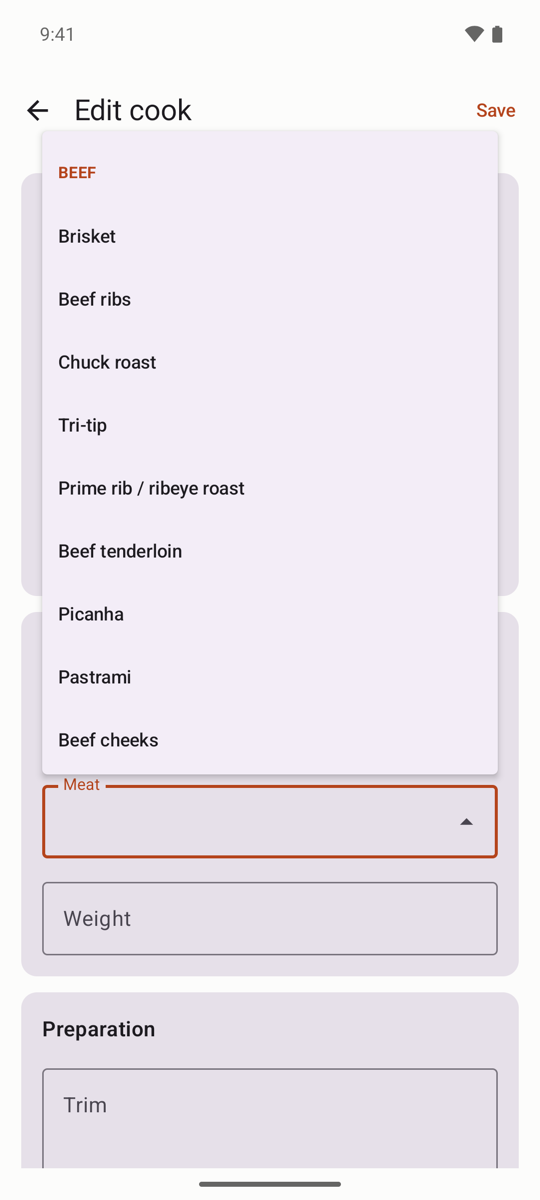 9:41
Edit cook
Save
BEEF
Brisket
Beef ribs
Chuck roast
Tri-tip
Prime rib / ribeye roast
Beef tenderloin
Picanha
Pastrami
Beef cheeks
Meat
Weight
Preparation
Trim